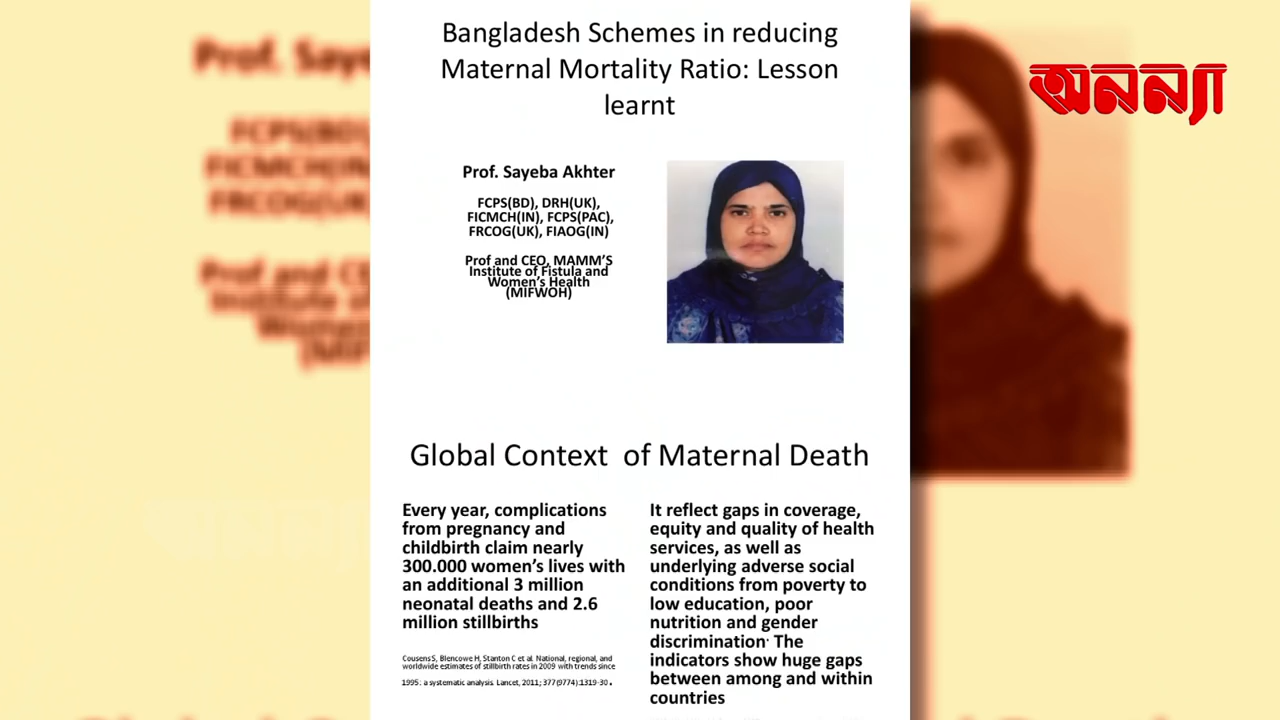 Bangladesh Schemes in reducing
Maternal Mortality Ratio: Lesson
learnt
অনন্যা
Prof. Sayeba Akhter
FCPS(BD), DRH(UK),
FICMCH(IN), FCPS(PAC),
FRCOG(UK), FIAOG(IN)
Prof and CEO, MAMM'S
Institute of Fistula and
Women's Health
(MIFWOH)
Global Context of Maternal Death
Every year, complications
from pregnancy and
childbirth claim nearly
300.000 women's lives with
an additional 3 million
neonatal deaths and 2.6
million stillbirths
Cousens S, Blencowe H, Stanton C et al. National, regional, and
worldwide estimates of stillbirth rates in 2009 with trends since
1995: a systematic analysis. Lancet, 2011; 377(9774):1319-30.
It reflect gaps in coverage,
equity and quality of health
services, as well as
underlying adverse social
conditions from poverty to
low education, poor
nutrition and gender
discrimination. The
indicators show huge gaps
between among and within
countries